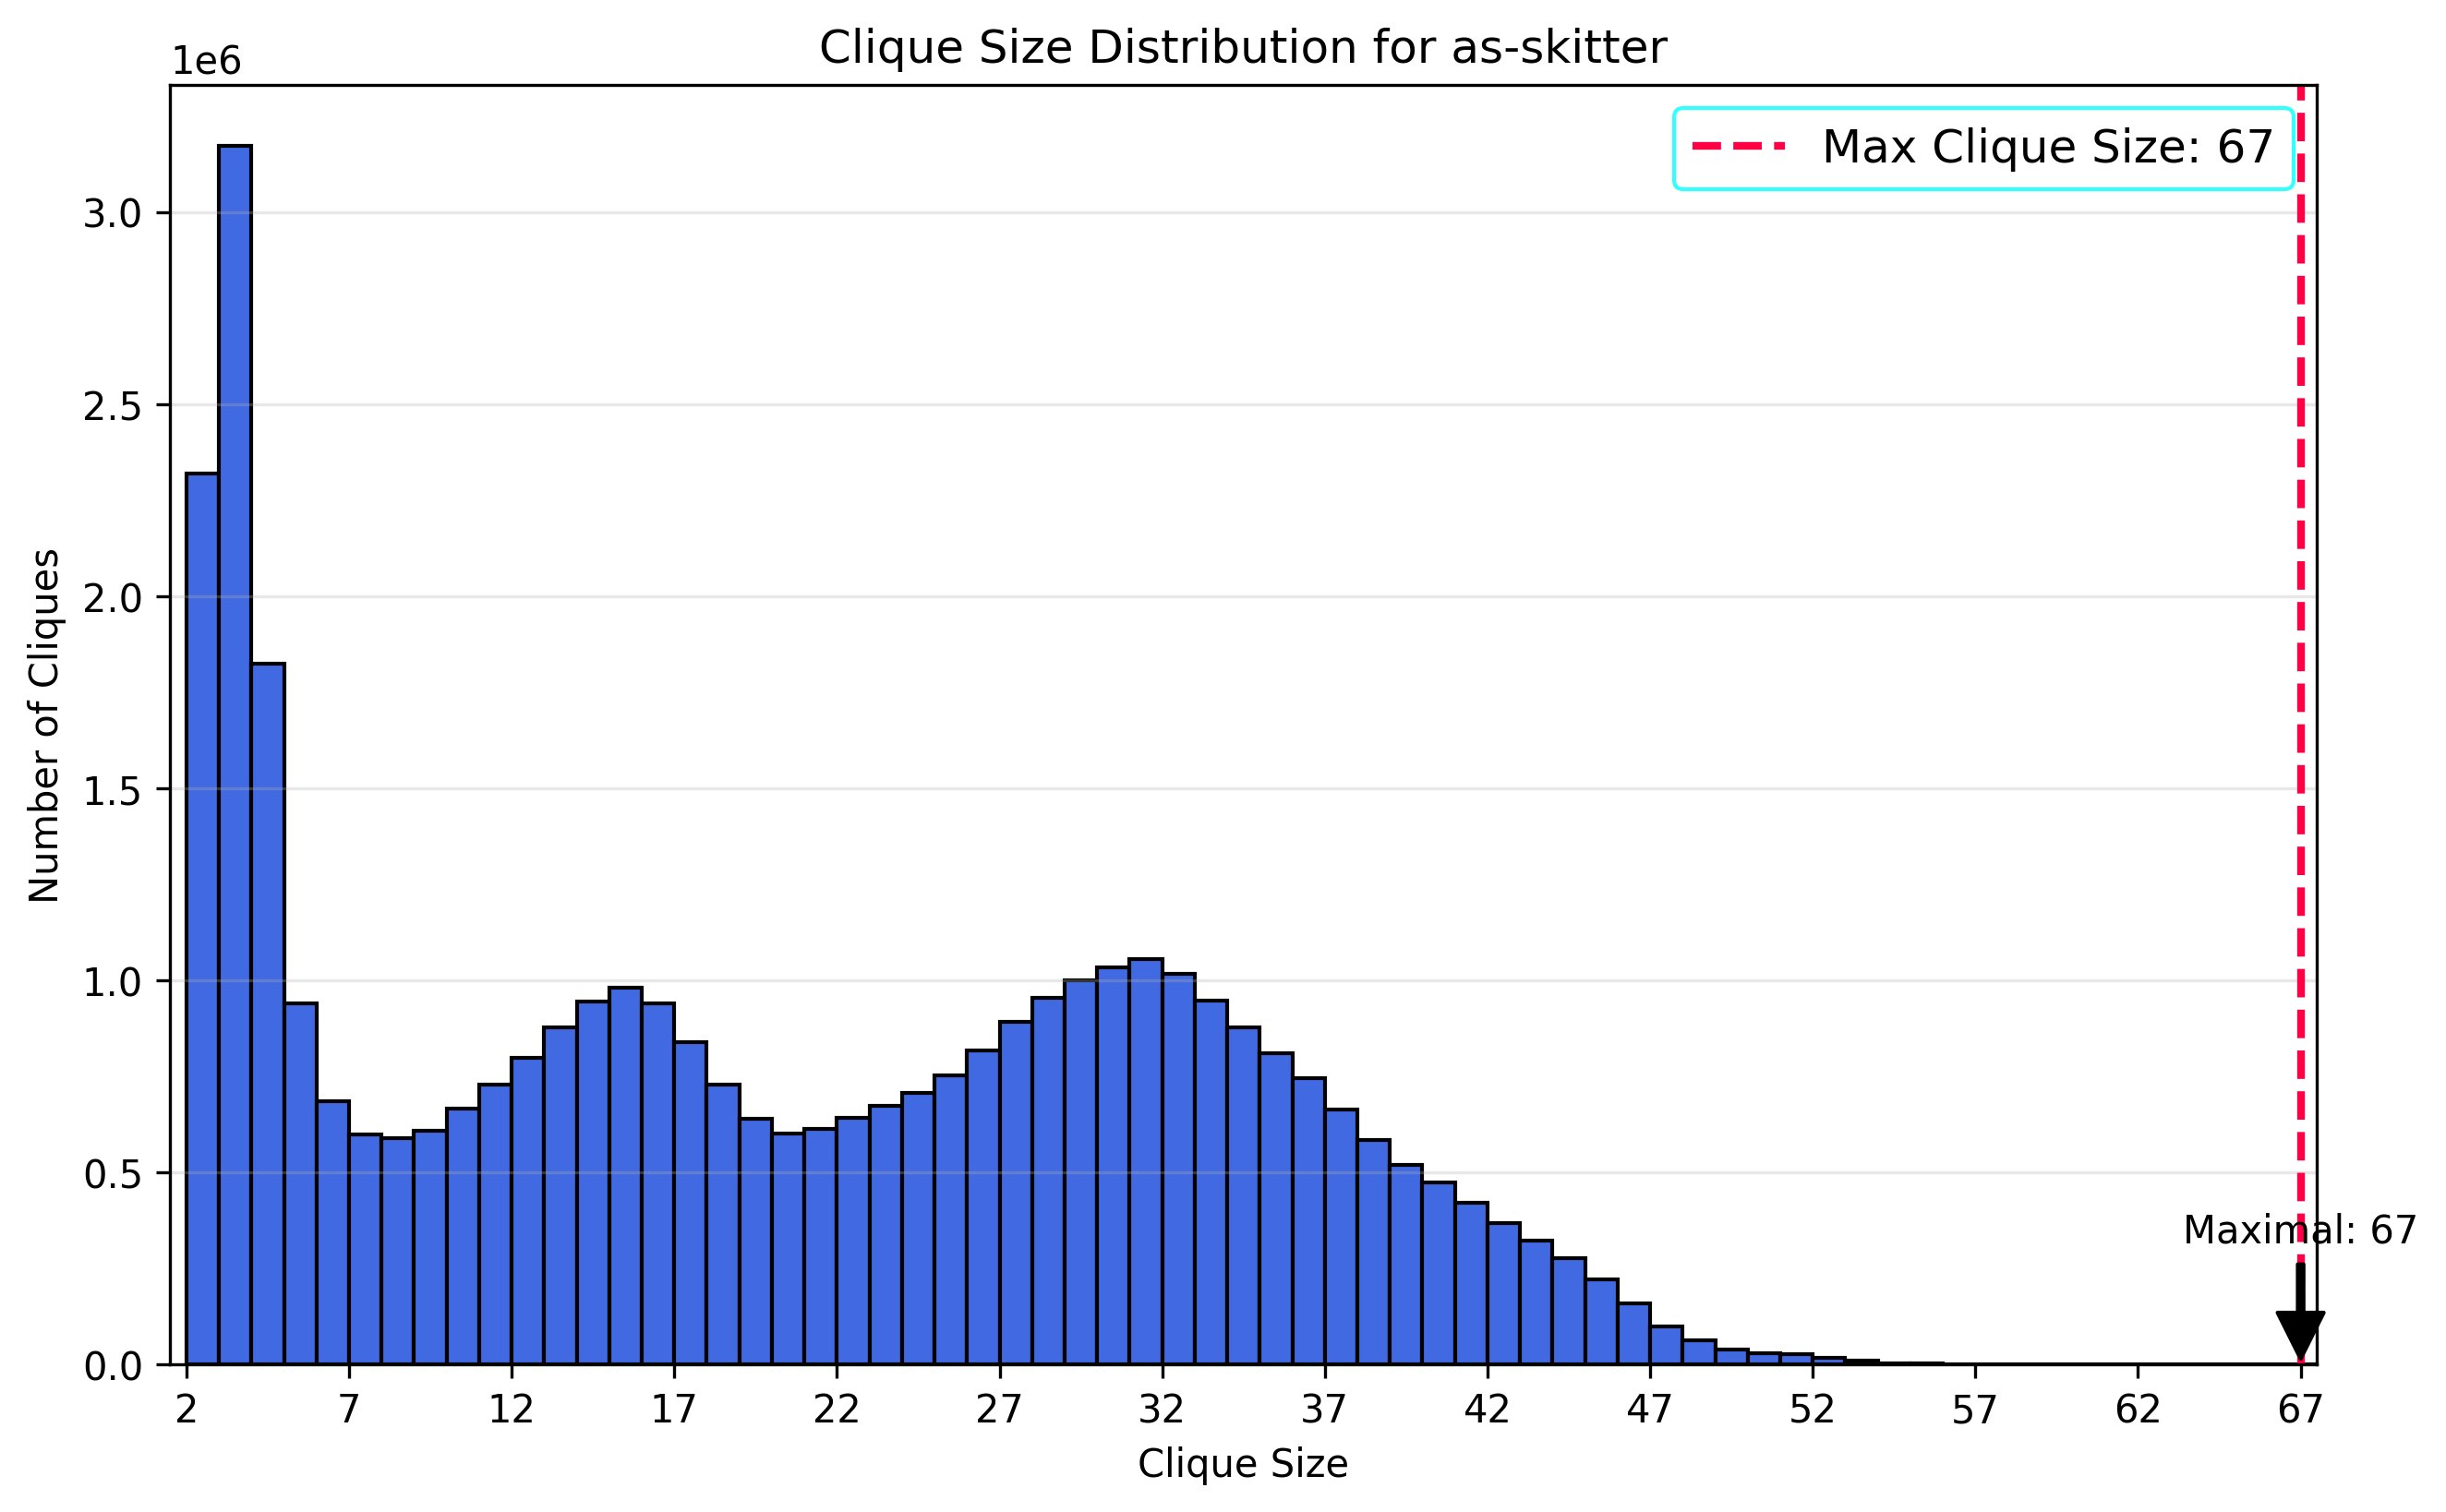 Clique Size Distribution for as-skitter
1e6
Max Clique Size: 67
3.0
2.5
2.0
1.5
1.0
0.5
0.0
Number of Cliques
Maximal: 67
2 7 12 17 22 27 32 37 42 47 52 57 62 67
Clique Size